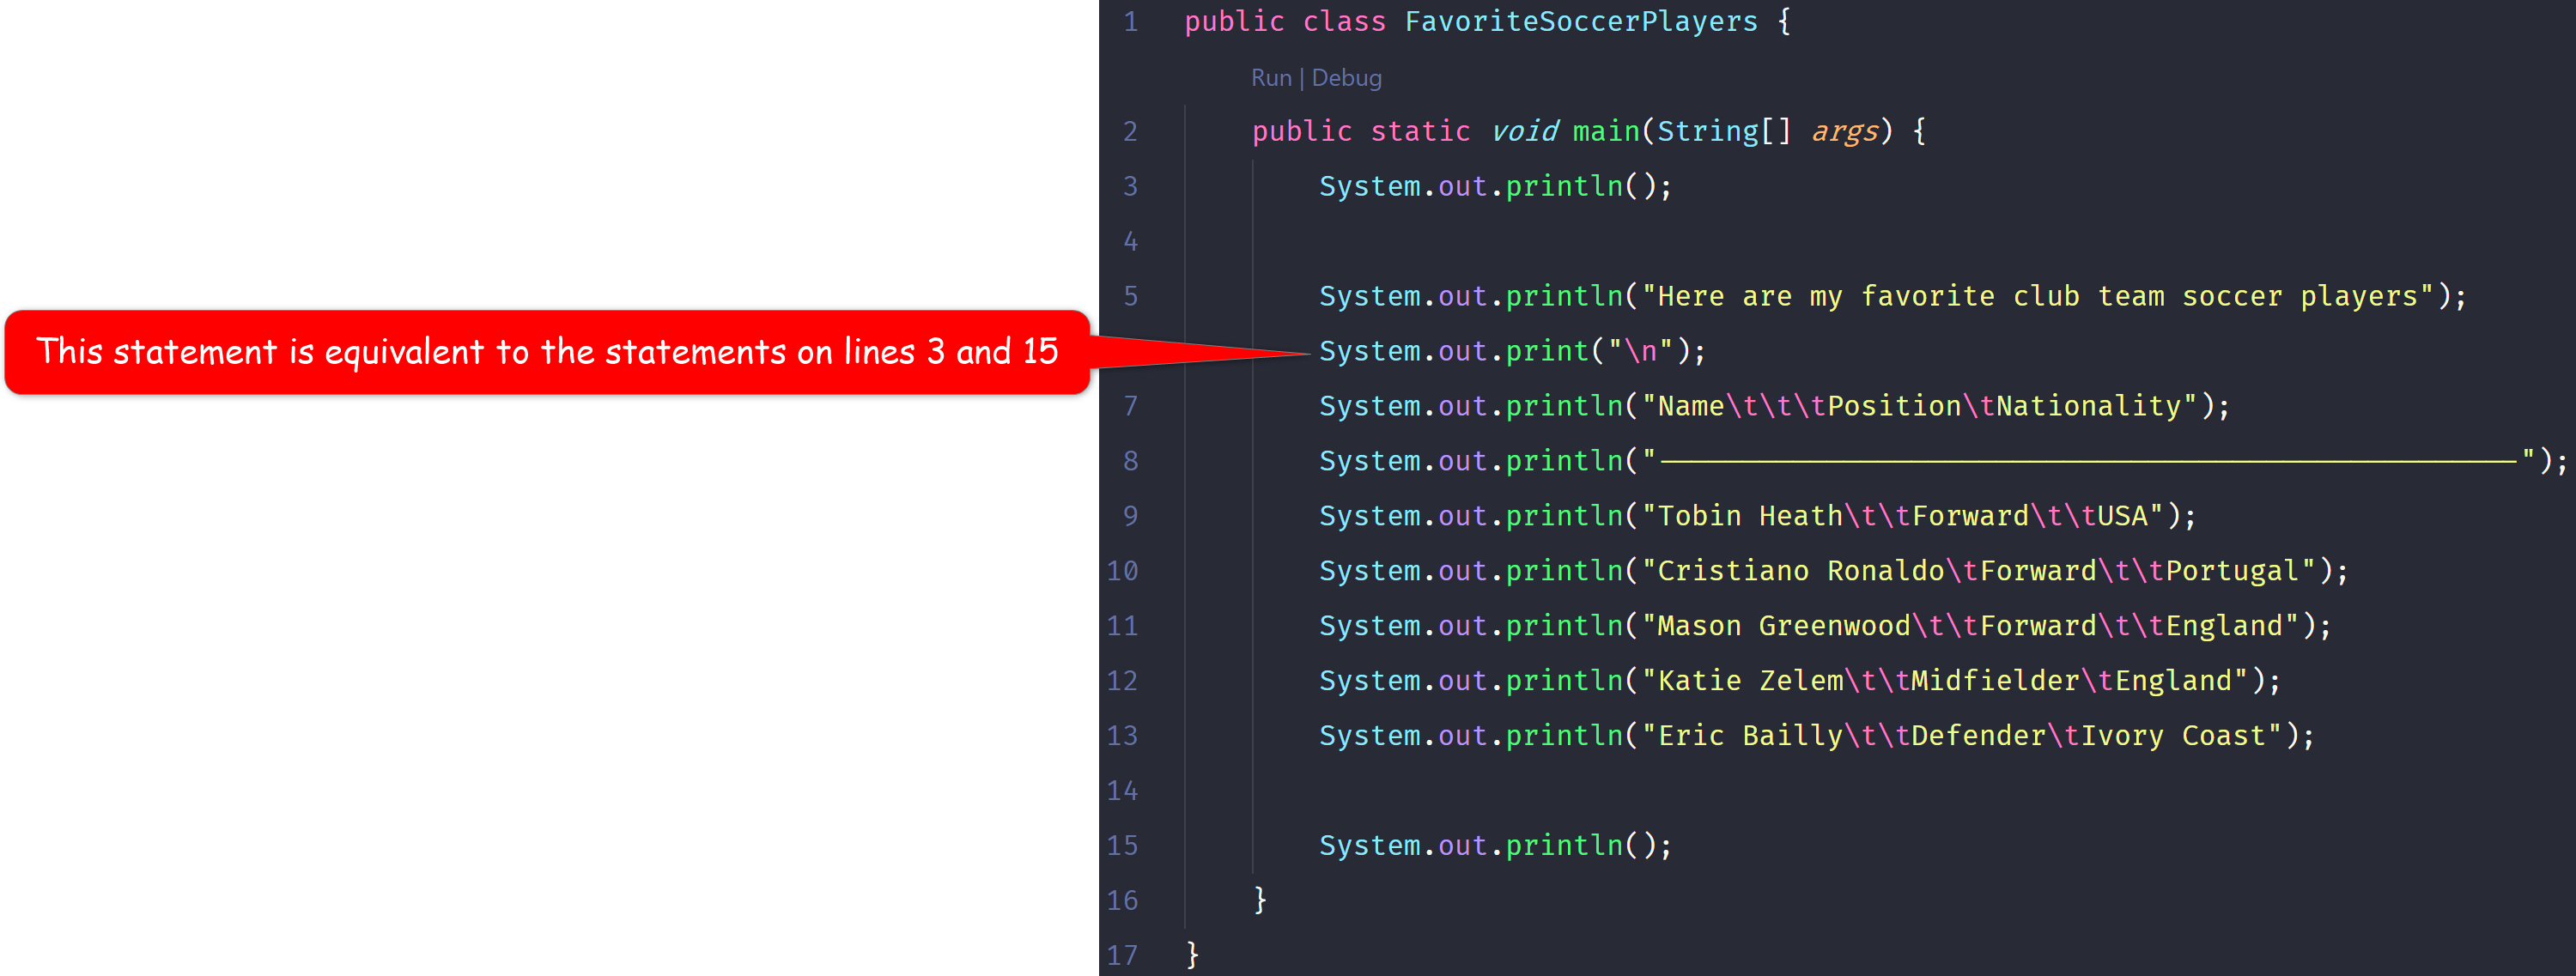 1 public class FavoriteSoccerPlayers {
Run | Debug
2 public static void main(String[] args) {
3 System.out.println();
4
5 System.out.println("Here are my favorite club team soccer players");
This statement is equivalent to the statements on lines 3 and 15
System.out.print("\n");
7 System.out.println("Name\t\t\tPosition\tNationality");
8 System.out.println("---------------------------------------------------");
9 System.out.println("Tobin Heath\t\tForward\t\tUSA");
10 System.out.println("Cristiano Ronaldo\tForward\t\tPortugal");
11 System.out.println("Mason Greenwood\t\tForward\t\tEngland");
12 System.out.println("Katie Zelem\t\tMidfielder\tEngland");
13 System.out.println("Eric Bailly\t\tDefender\tIvory Coast");
14
15 System.out.println();
16 }
17 }